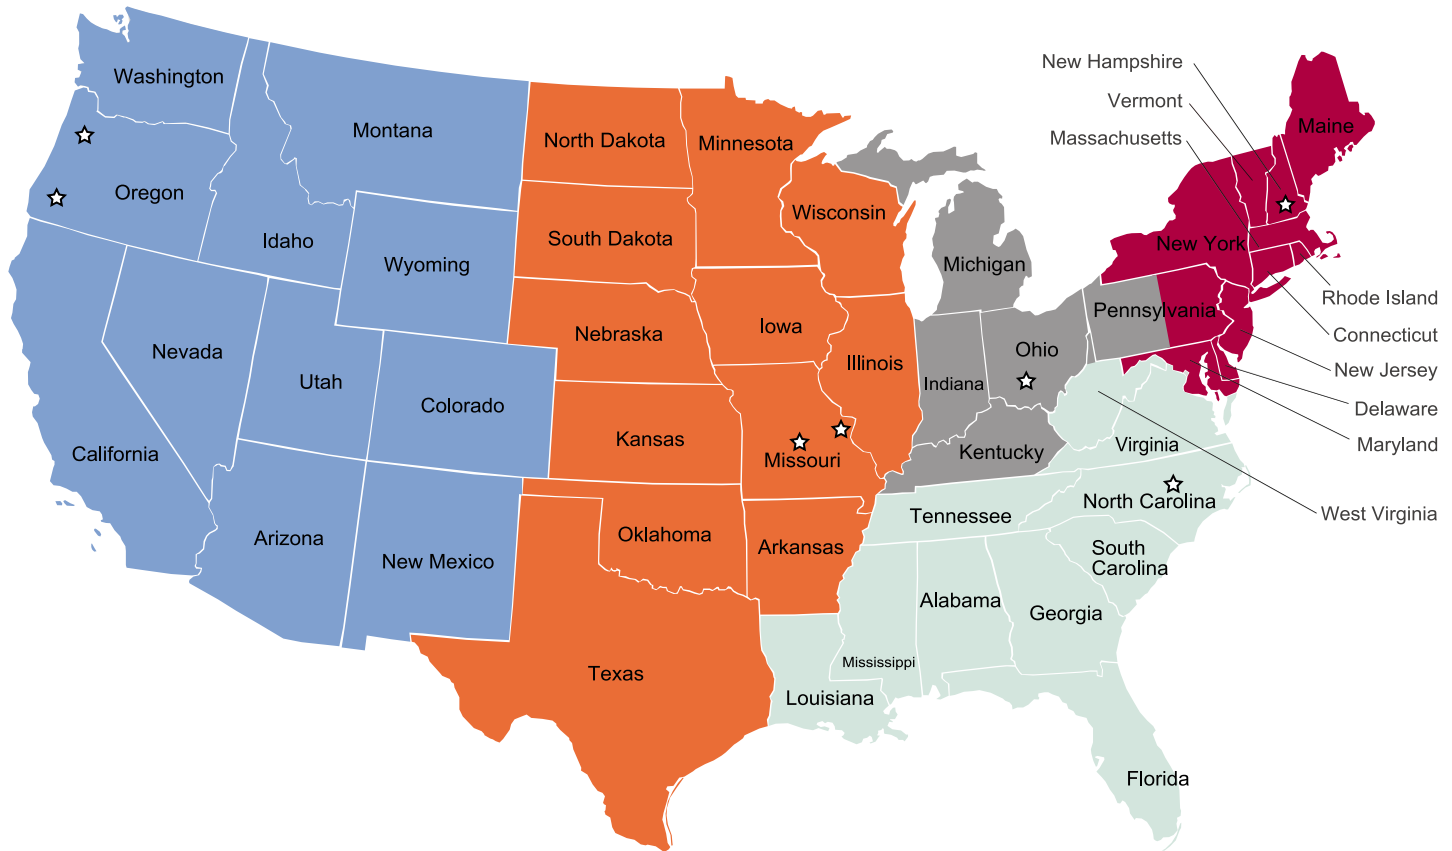 New Hampshire
Washington
Vermont
Maine
Montana
North Dakota
Minnesota
Massachusetts
Oregon
Wisconsin
Idaho
South Dakota
New York
Wyoming
Michigan
Rhode Island
Pennsylvania
Nebraska
Iowa
Connecticut
Nevada
Ohio
Illinois
New Jersey
Utah
Indiana
Colorado
Delaware
Kansas
Virginia
Maryland
California
Missouri
Kentucky
North Carolina
Tennessee
West Virginia
Arizona
Oklahoma
Arkansas
South
Carolina
New Mexico
Alabama
Georgia
Mississippi
Texas
Louisiana
Florida